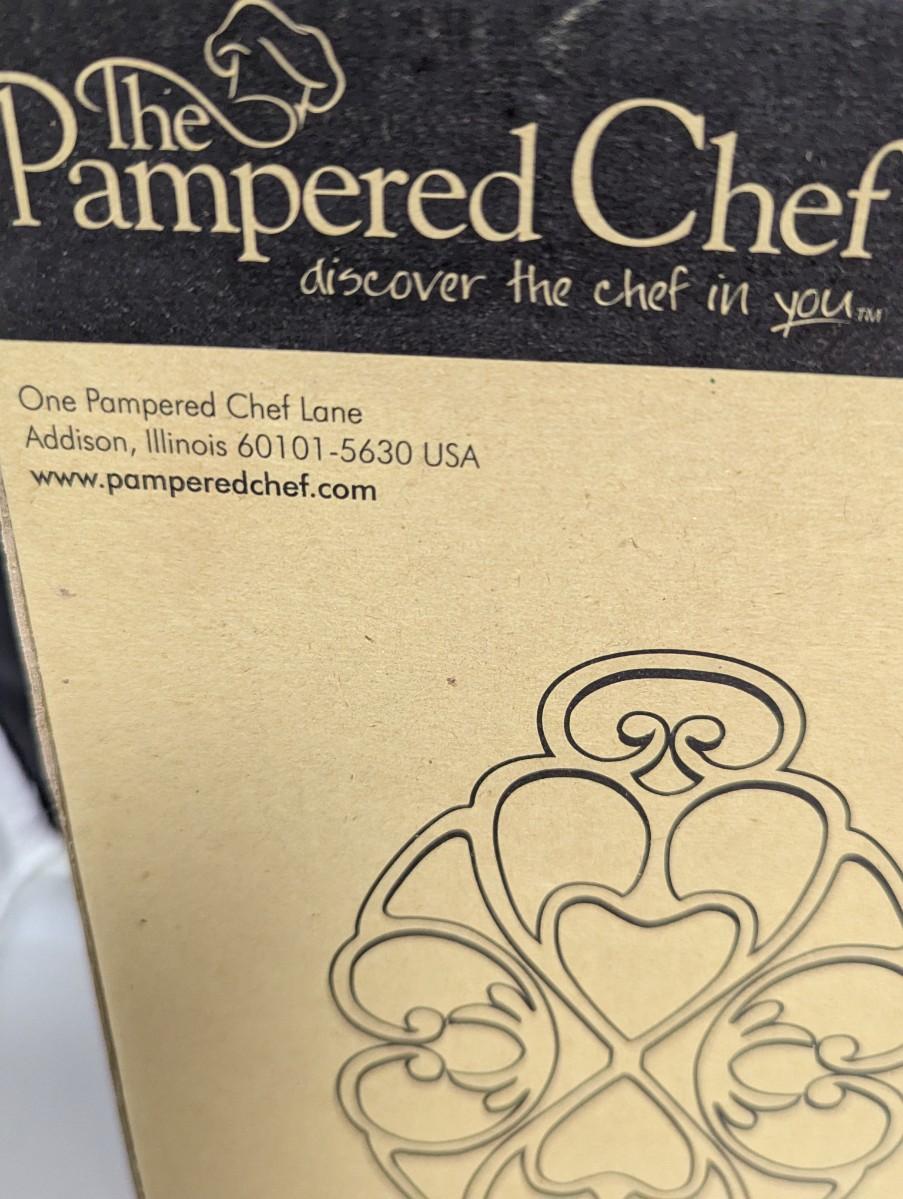 The
Pampered Chef
discover the chef in you™
One Pampered Chef Lane
Addison, Illinois 60101-5630 USA
www.pamperedchef.com